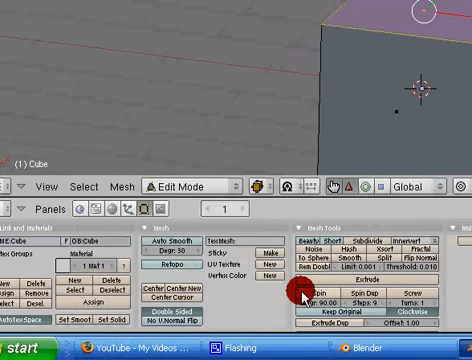 (1) Cube
View Select Mesh Edit Mode Global
Panels 1
Link and Materials Mesh Mesh Tools
ME:Cube F OB:Cube Auto Smooth TexMesh: Beauty Short Subdivide Innervert
Vertex Groups Material Degr: 30 Sticky Make Noise Hash Xsort Fractal
1 Mat 1 ? Retopo UV Texture New To Sphere Smooth Split Flip Normal
Vertex Color New Rem Doubl Limit: 0.001 Threshold: 0.010
New Delete New Delete Extrude
Select Center Center New
Assign Center Cursor Spin Spin Dup Screw
Degr: 90.00 Steps: 9 Turns: 1
Double Sided Keep Original Clockwise
AutoTexSpace Set Smooth Set Solid No V.Normal Flip Extrude Dup Offset: 1.00
start YouTube - My Videos ... Flashing Blender